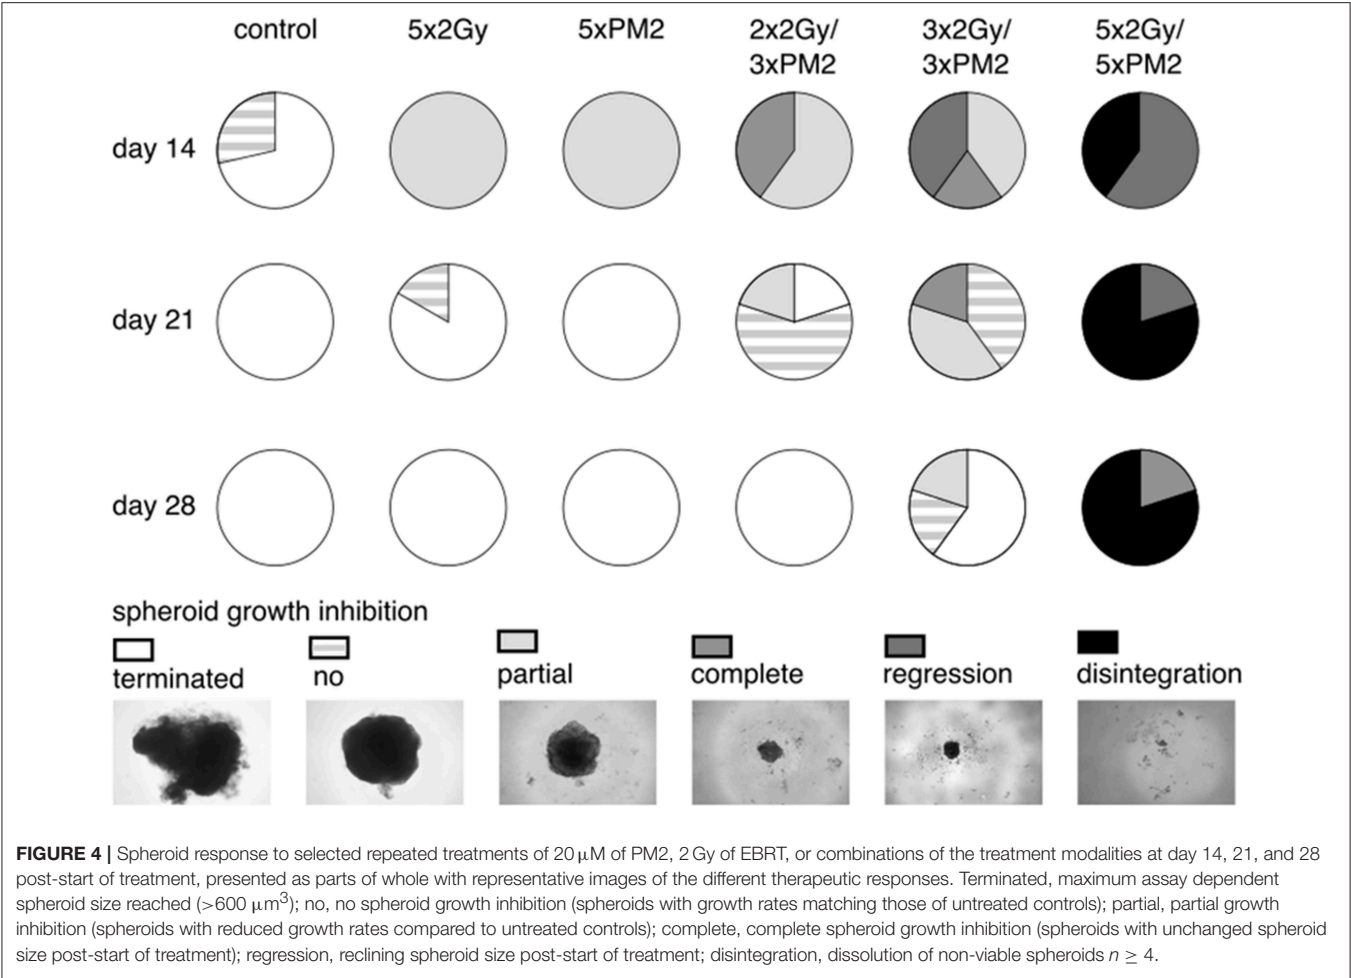 control 5x2Gy 5xPM2 2x2Gy/ 3x2Gy/ 5x2Gy/
3xPM2 3xPM2 5xPM2
day 14
day 21
day 28
spheroid growth inhibition
terminated no partial complete regression disintegration
FIGURE 4 | Spheroid response to selected repeated treatments of 20 μM of PM2, 2 Gy of EBRT, or combinations of the treatment modalities at day 14, 21, and 28
post-start of treatment, presented as parts of whole with representative images of the different therapeutic responses. Terminated, maximum assay dependent
spheroid size reached (>600 μm³); no, no spheroid growth inhibition (spheroids with growth rates matching those of untreated controls); partial, partial growth
inhibition (spheroids with reduced growth rates compared to untreated controls); complete, complete spheroid growth inhibition (spheroids with unchanged spheroid
size post-start of treatment); regression, reclining spheroid size post-start of treatment; disintegration, dissolution of non-viable spheroids n ≥ 4.